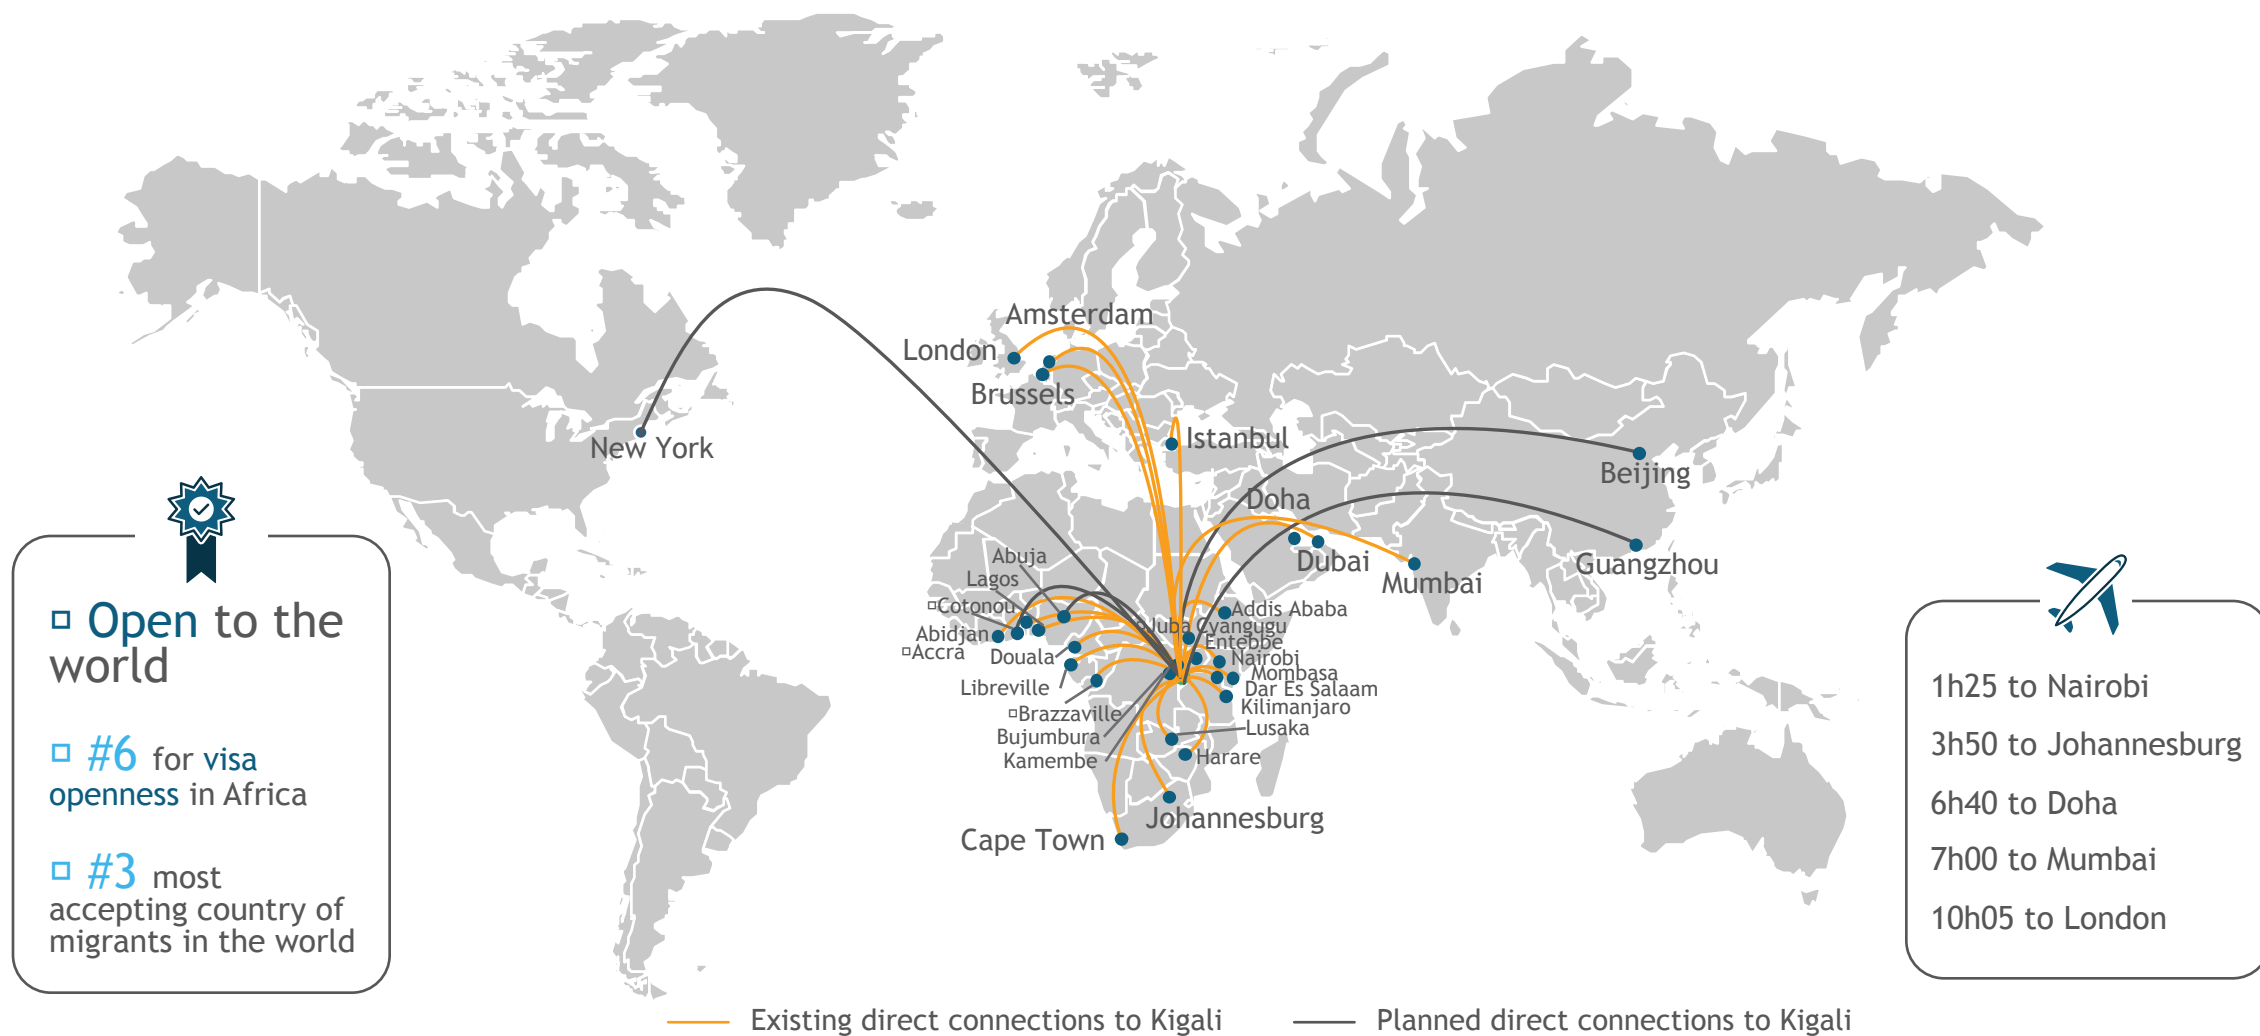 Amsterdam
London
Brussels
New York
Istanbul
Beijing
Doha
Dubai
Mumbai
Guangzhou
Abuja
Lagos
▫Cotonou
Abidjan
▫Accra
Douala
Libreville
▫Brazzaville
Bujumbura
Kamembe
Addis Ababa
▫Juba Cyangugu
Entebbe
Nairobi
Mombasa
Dar Es Salaam
Kilimanjaro
Lusaka
Harare
Johannesburg
Cape Town
▫ Open to the
world
▫ #6 for visa
openness in Africa
▫ #3 most
accepting country of
migrants in the world
1h25 to Nairobi
3h50 to Johannesburg
6h40 to Doha
7h00 to Mumbai
10h05 to London
Existing direct connections to Kigali
Planned direct connections to Kigali